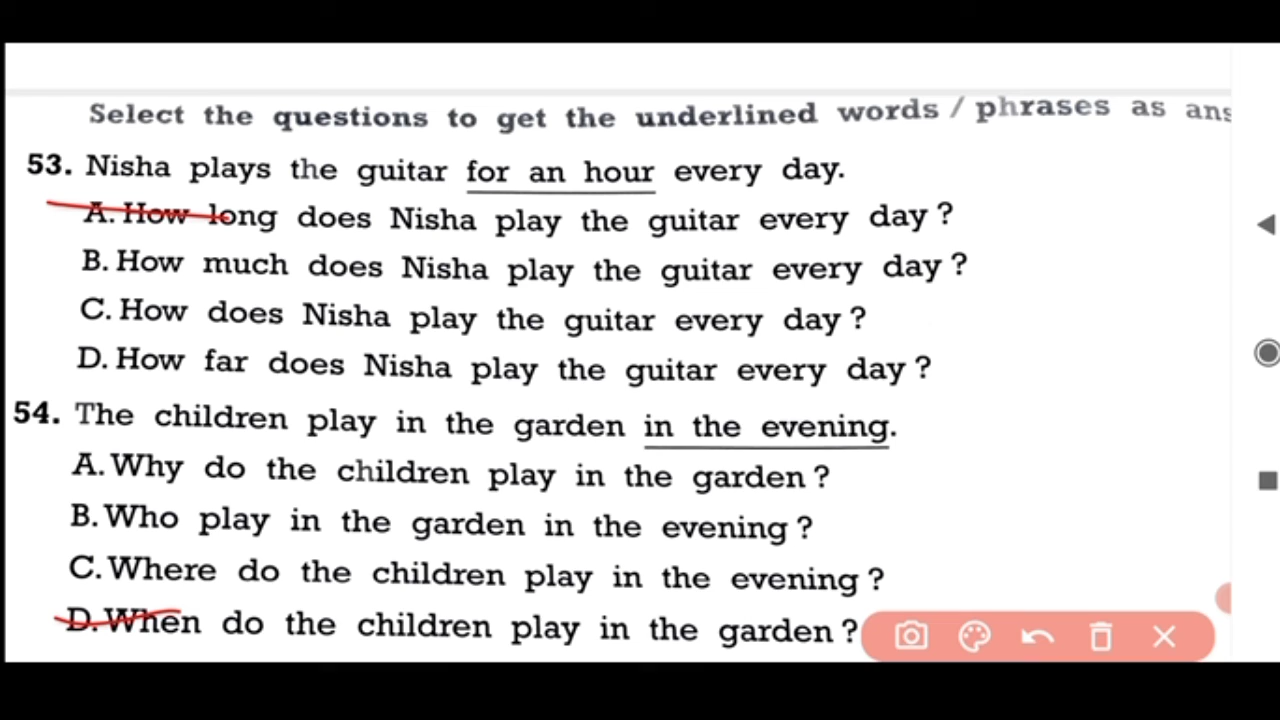 Select the questions to get the underlined words / phrases as ans
53. Nisha plays the guitar for an hour every day.
A. How long does Nisha play the guitar every day ?
B. How much does Nisha play the guitar every day ?
C. How does Nisha play the guitar every day ?
D. How far does Nisha play the guitar every day ?
54. The children play in the garden in the evening.
A. Why do the children play in the garden ?
B. Who play in the garden in the evening ?
C. Where do the children play in the evening ?
D. When do the children play in the garden ?